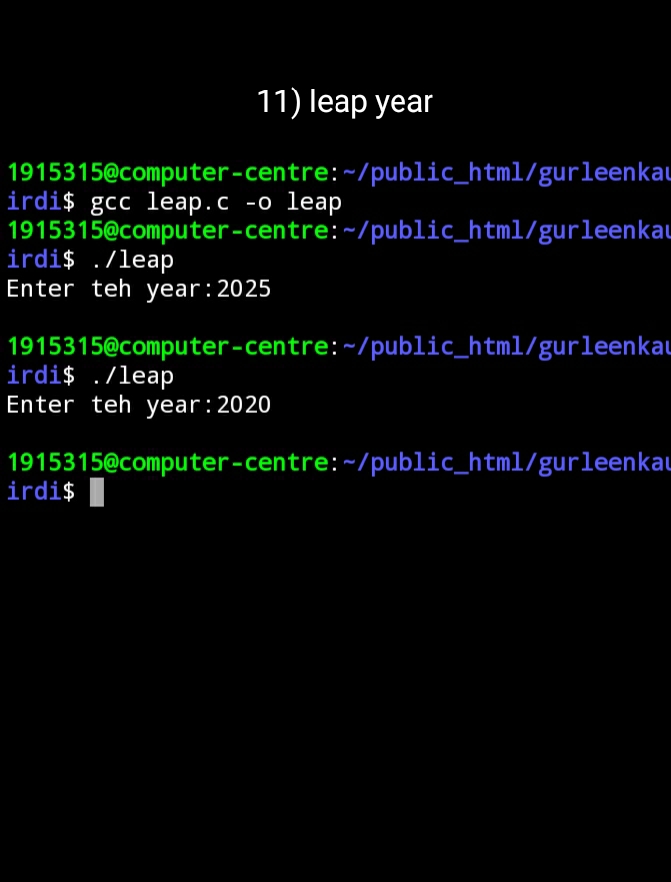 11) leap year
1915315@computer-centre:~/public_html/gurleenkau
irdi$ gcc leap.c -o leap
1915315@computer-centre:~/public_html/gurleenkau
irdi$ ./leap
Enter teh year:2025
1915315@computer-centre:~/public_html/gurleenkau
irdi$ ./leap
Enter teh year:2020
1915315@computer-centre:~/public_html/gurleenkau
irdi$